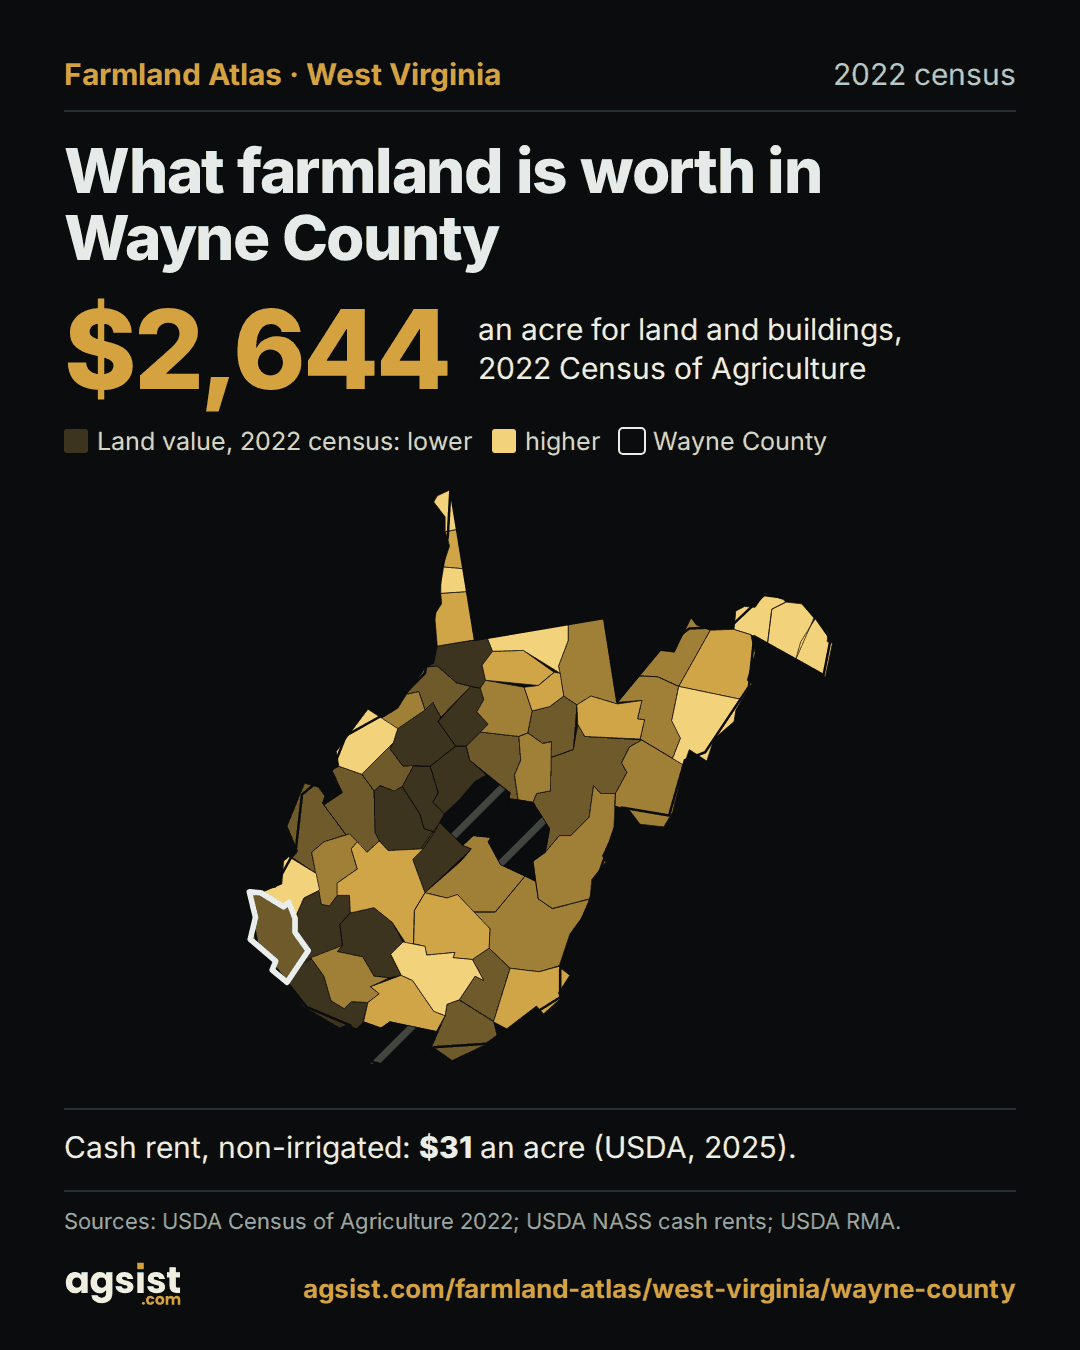 Farmland Atlas · West Virginia
2022 census
What farmland is worth in
Wayne County
$2,644
an acre for land and buildings,
2022 Census of Agriculture
Land value, 2022 census: lower
higher
Wayne County
Cash rent, non-irrigated: $31 an acre (USDA, 2025).
Sources: USDA Census of Agriculture 2022; USDA NASS cash rents; USDA RMA.
agsist
.com
agsist.com/farmland-atlas/west-virginia/wayne-county